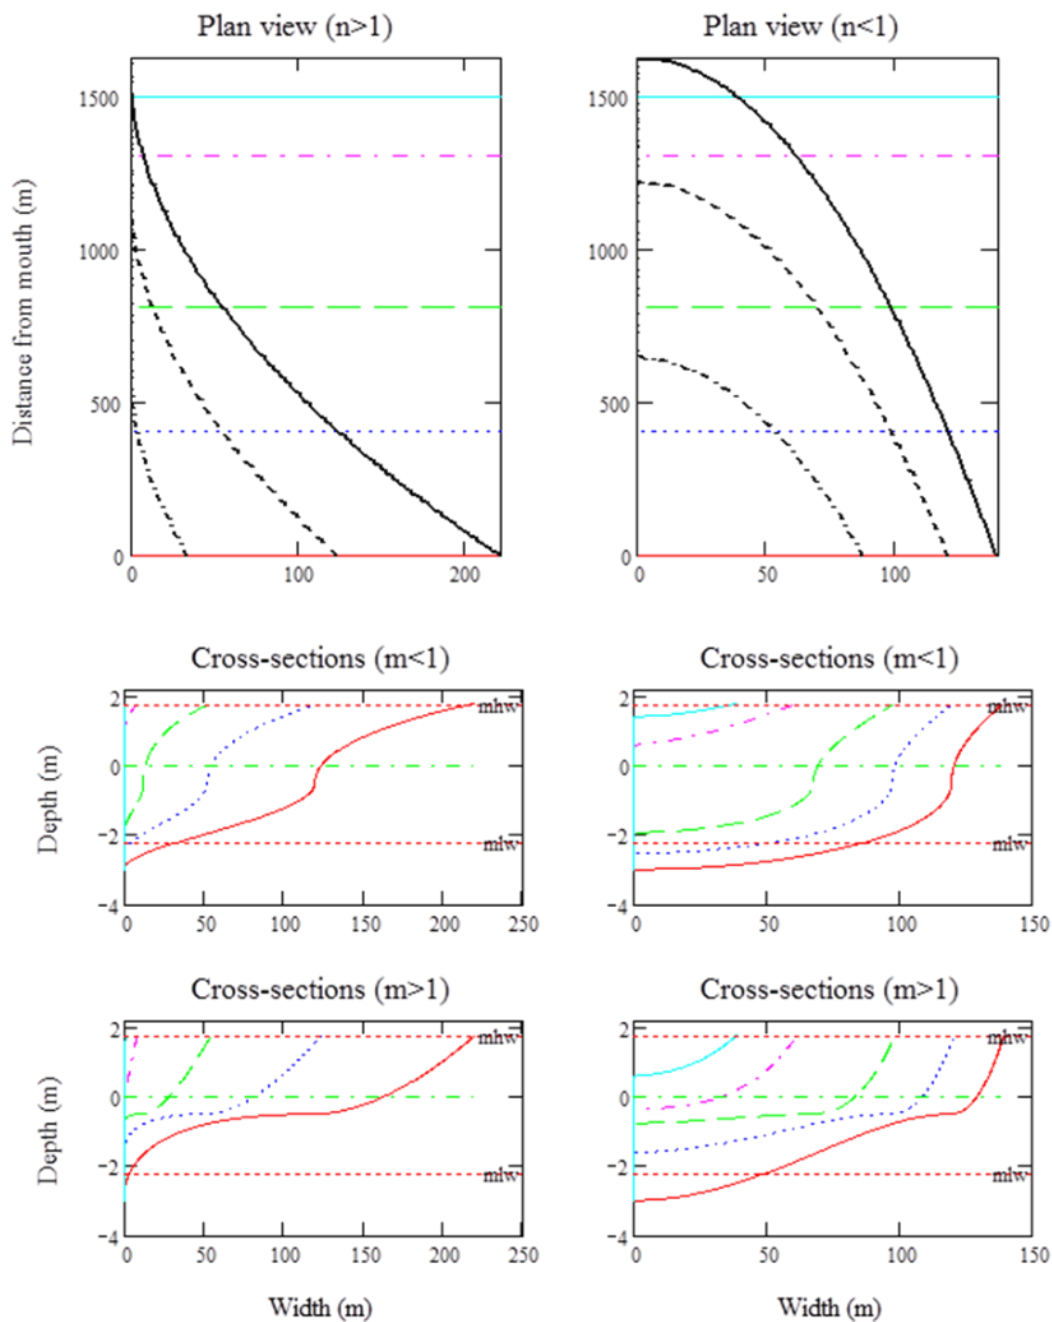 Plan view (n>1)
Plan view (n<1)
Distance from mouth (m)
1500
1000
500
0
0
100
200
1500
1000
500
0
0
50
100
Cross-sections (m<1)
Cross-sections (m<1)
Depth (m)
2
0
−2
−4
mhw
mlw
0
50
100
150
200
250
2
0
−2
−4
mhw
mlw
0
50
100
150
Cross-sections (m>1)
Cross-sections (m>1)
Depth (m)
2
0
−2
−4
mhw
mlw
0
50
100
150
200
250
2
0
−2
−4
mhw
mlw
0
50
100
150
Width (m)
Width (m)